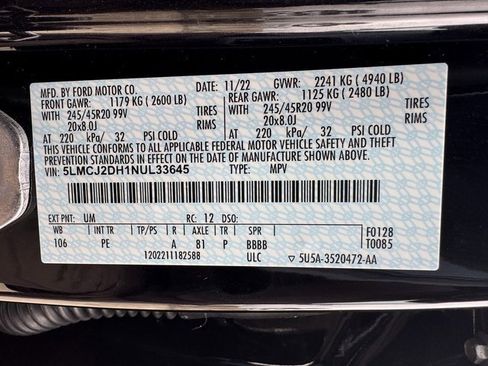 MFD. BY FORD MOTOR CO. DATE: 11/22 GVWR: 2241 KG ( 4940 LB)
FRONT GAWR: 1179 KG ( 2600 LB) REAR GAWR: 1125 KG ( 2480 LB)
WITH 245/45R20 99V TIRES WITH 245/45R20 99V TIRES
20x8.0J RIMS 20x8.0J RIMS
AT 220 kPa/ 32 PSI COLD AT 220 kPa/ 32 PSI COLD
THIS VEHICLE CONFORMS TO ALL APPLICABLE FEDERAL MOTOR VEHICLE SAFETY AND THEFT
PREVENTION STANDARDS IN EFFECT ON THE DATE OF MANUFACTURE SHOWN ABOVE.
VIN: 5LMCJ2DH1NUL33645 TYPE: MPV
EXT PNT: UM RC: 12 DSO:
WB INT TR TP/PS R AXLE TR SPR F0128
106 PE A B1 P BBBB T0085
1202211182588 ULC 5U5A-3520472-AA